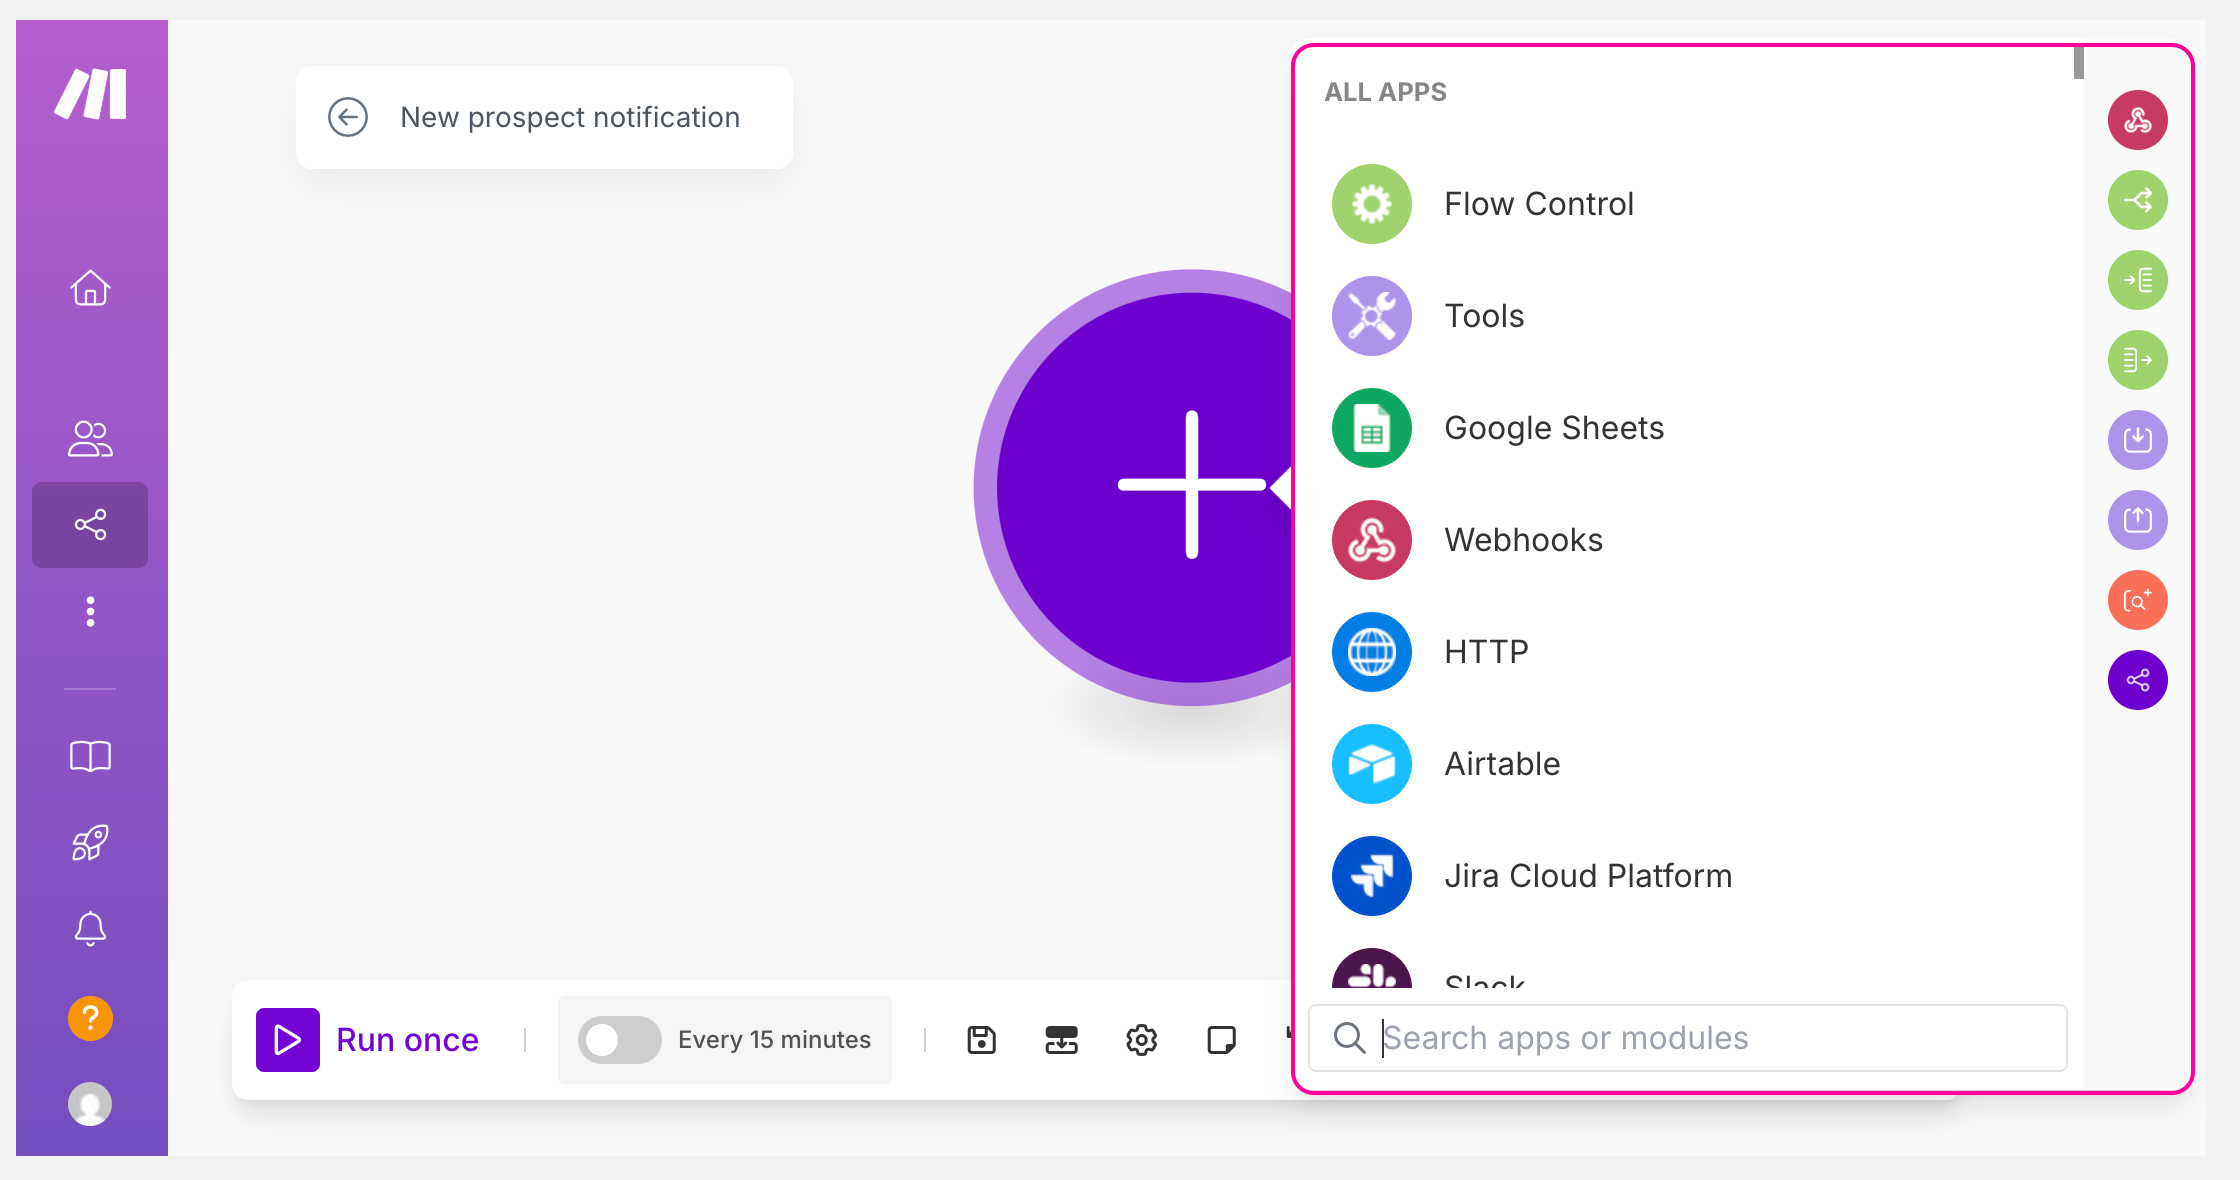 New prospect notification
ALL APPS
Flow Control
Tools
Google Sheets
Webhooks
HTTP
Airtable
Jira Cloud Platform
Slack
Search apps or modules
Run once
Every 15 minutes
?